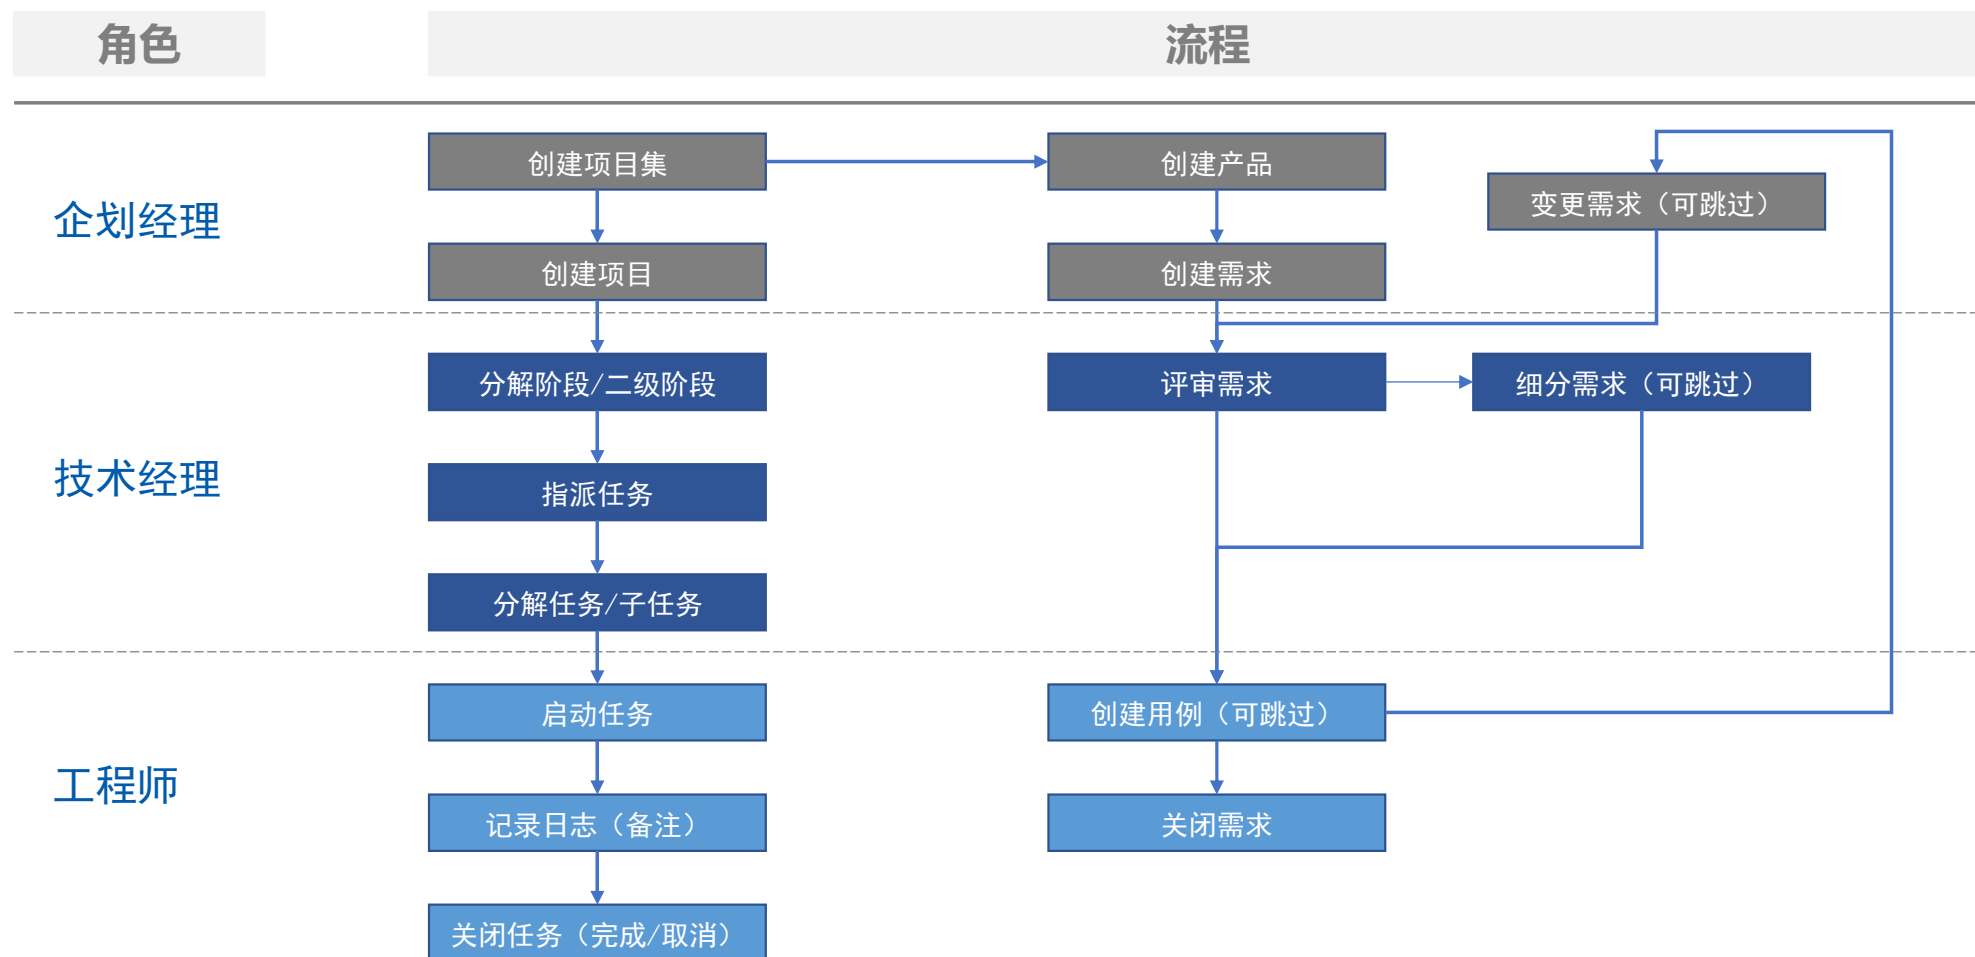 角色
流程
企划经理
创建项目集
创建产品
变更需求（可跳过）
创建项目
创建需求
技术经理
分解阶段/二级阶段
评审需求
细分需求（可跳过）
指派任务
分解任务/子任务
工程师
启动任务
创建用例（可跳过）
记录日志（备注）
关闭需求
关闭任务（完成/取消）